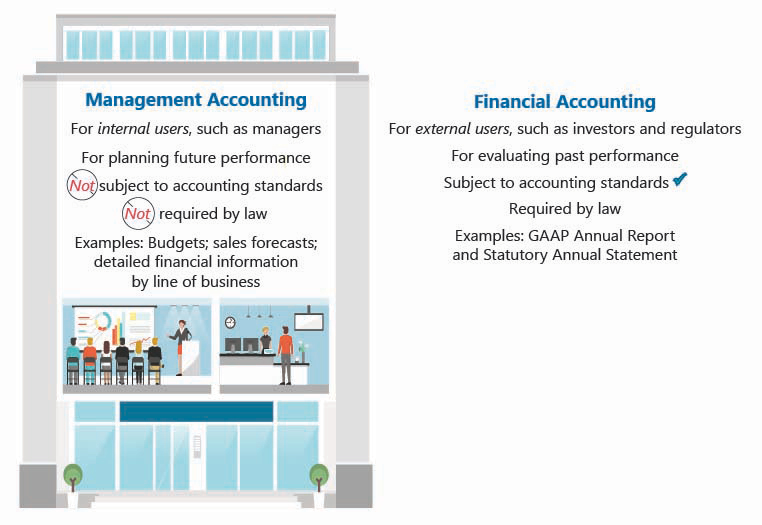 Management Accounting
For internal users, such as managers
For planning future performance
Not subject to accounting standards
Not required by law
Examples: Budgets; sales forecasts;
detailed financial information
by line of business
Financial Accounting
For external users, such as investors and regulators
For evaluating past performance
Subject to accounting standards ✔
Required by law
Examples: GAAP Annual Report
and Statutory Annual Statement